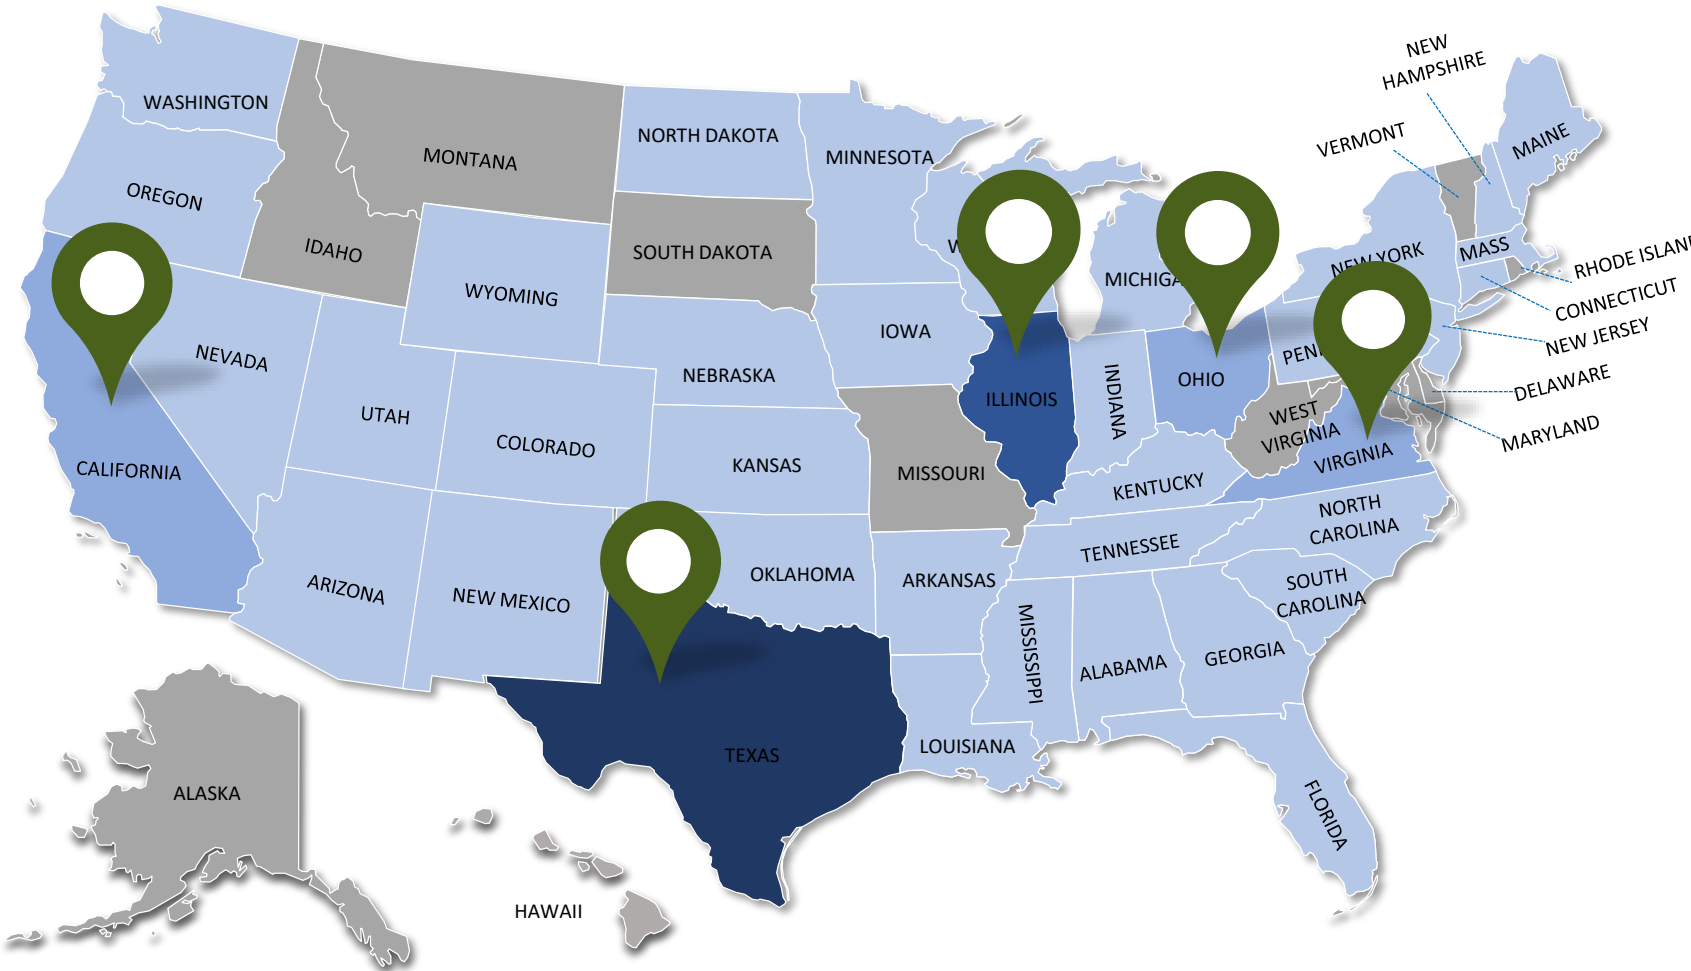 NEW
HAMPSHIRE
VERMONT
MAINE
WASHINGTON
NORTH DAKOTA
MINNESOTA
MONTANA
OREGON
IDAHO
SOUTH DAKOTA
W
MICHIGA
NEW YORK
MASS
RHODE ISLAND
CONNECTICUT
NEW JERSEY
WYOMING
IOWA
NEVADA
NEBRASKA
PEN
OHIO
INDIANA
ILLINOIS
DELAWARE
MARYLAND
UTAH
COLORADO
KANSAS
MISSOURI
WEST
VIRGINIA
VIRGINIA
CALIFORNIA
KENTUCKY
NORTH
CAROLINA
TENNESSEE
ARIZONA
NEW MEXICO
OKLAHOMA
ARKANSAS
SOUTH
CAROLINA
MISSISSIPPI
ALABAMA
GEORGIA
TEXAS
LOUISIANA
FLORIDA
ALASKA
HAWAII